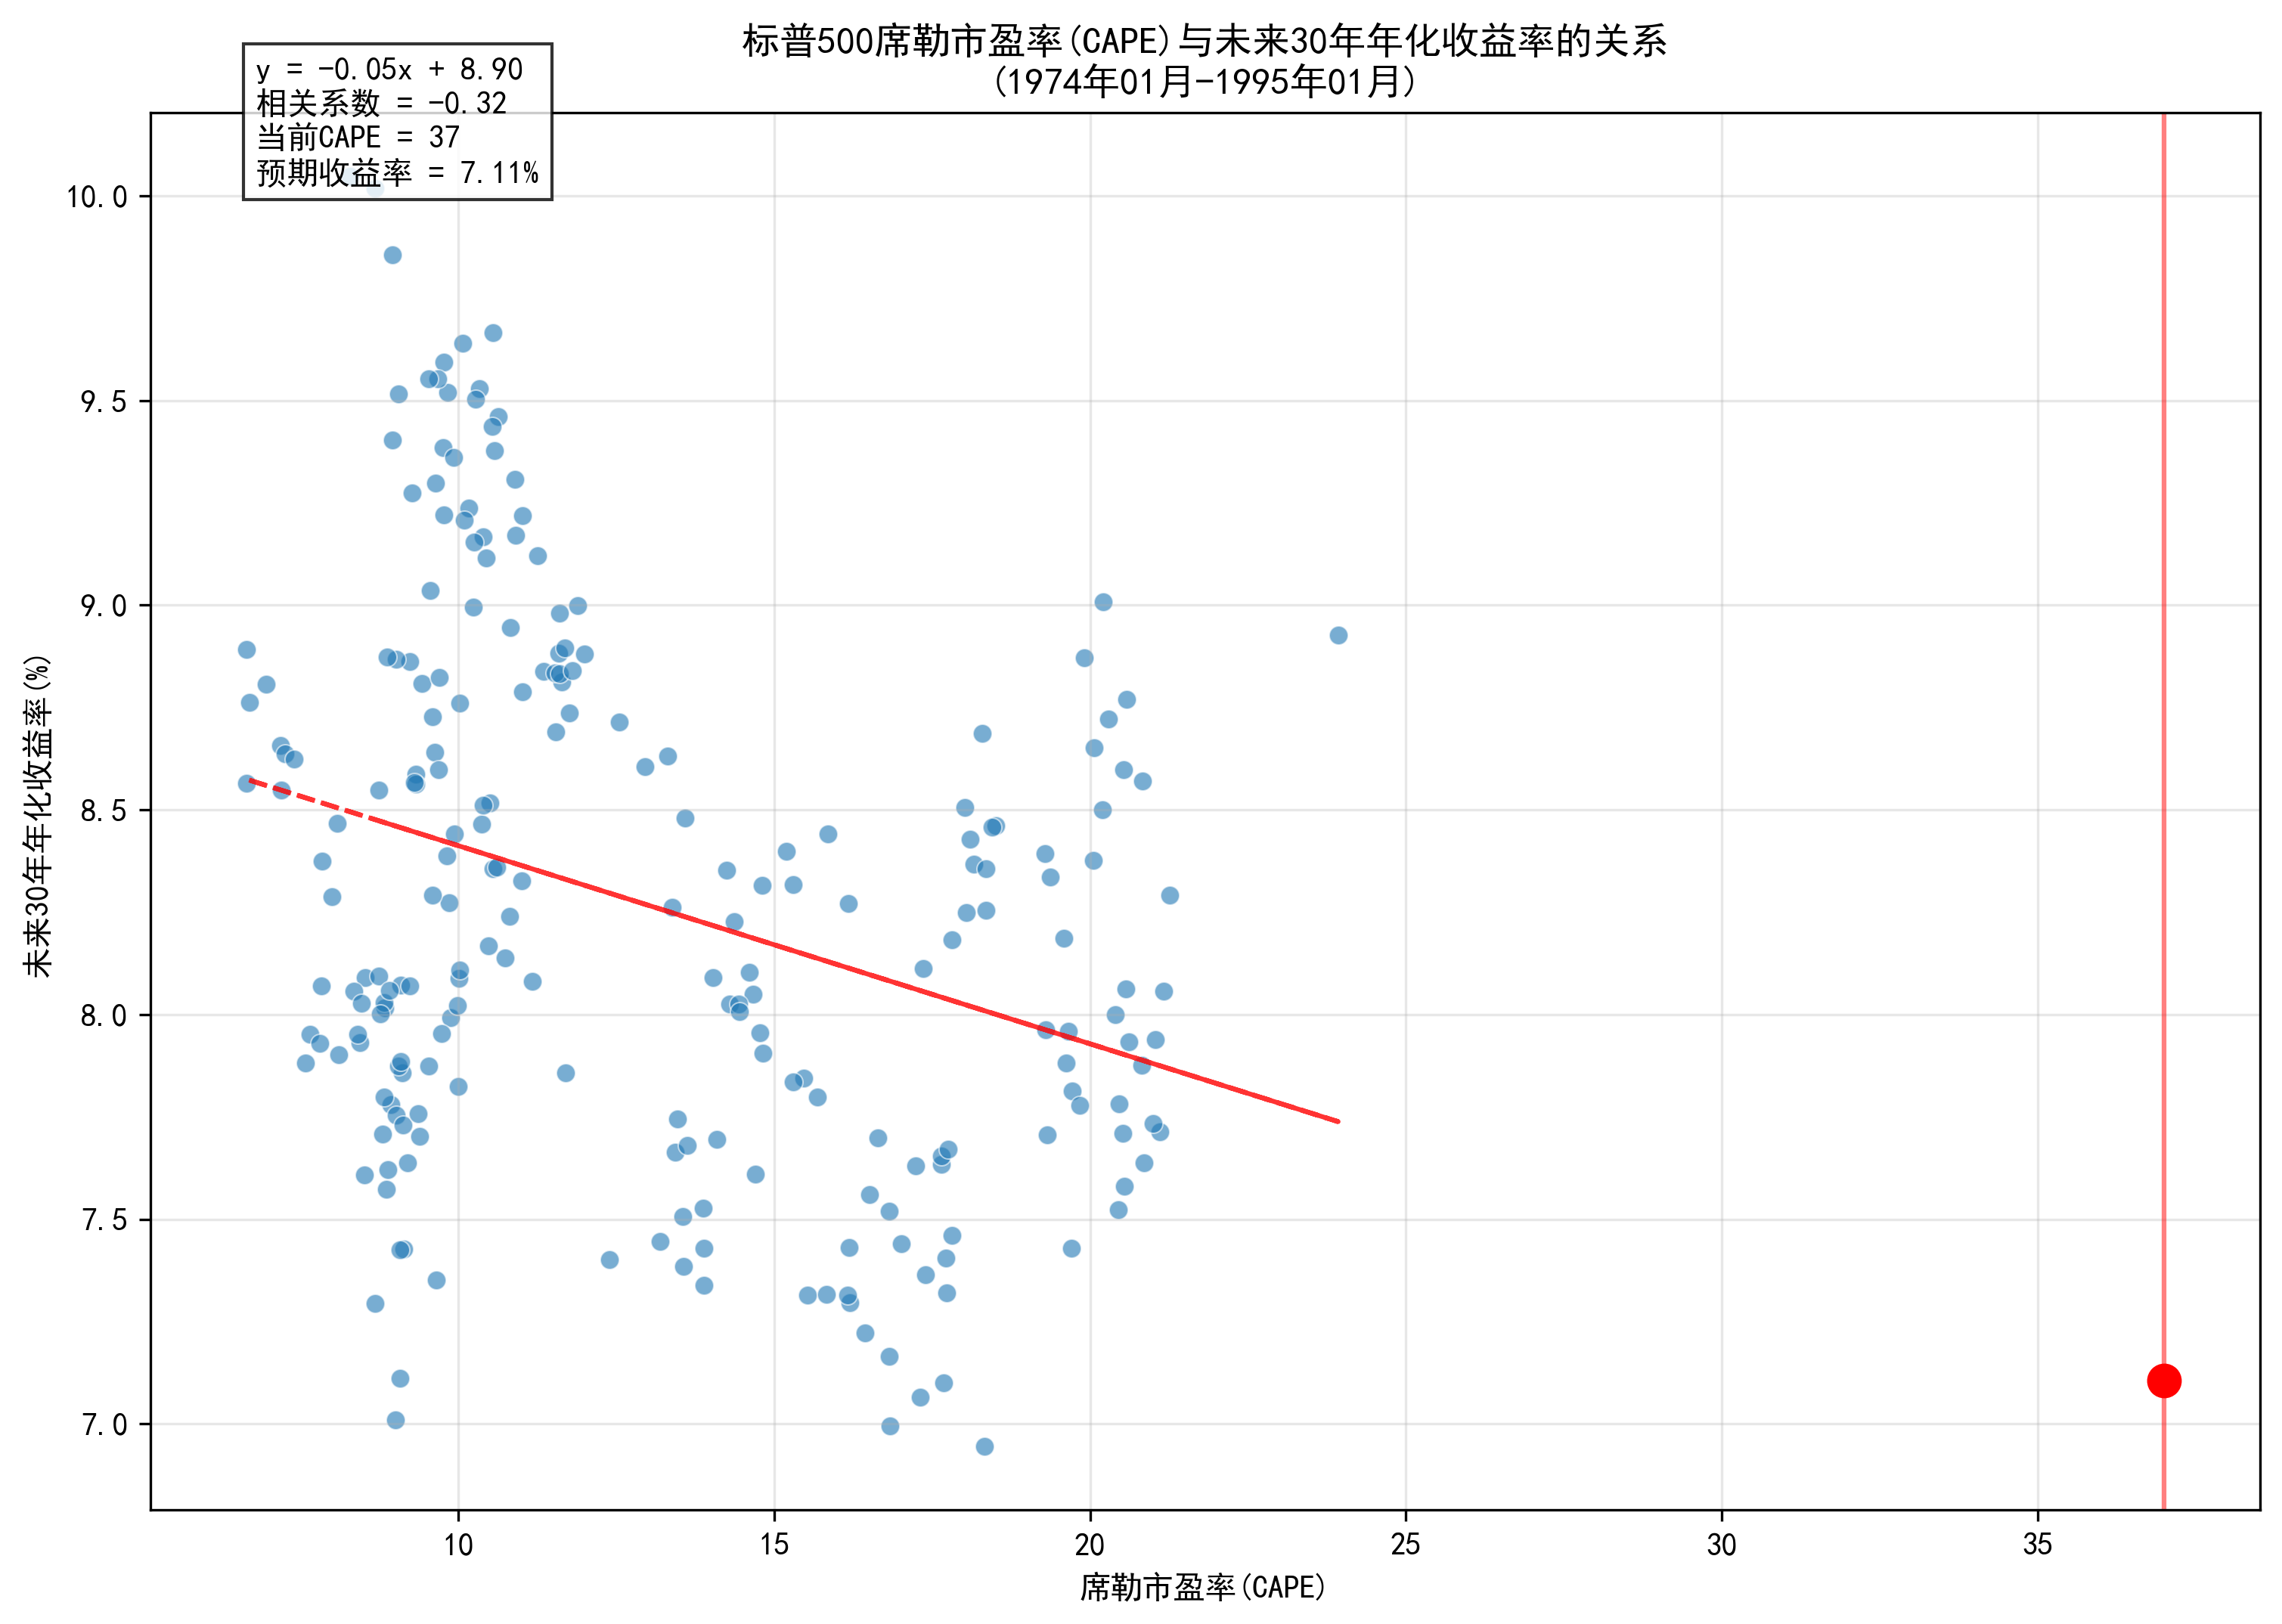 标普500席勒市盈率(CAPE)与未来30年年化收益率的关系
(1974年01月-1995年01月)
y = -0.05x + 8.90
相关系数 = -0.32
当前CAPE = 37
预期收益率 = 7.11%
未来30年年化收益率(%)
10.0
9.5
9.0
8.5
8.0
7.5
7.0
10
15
20
25
30
35
席勒市盈率(CAPE)